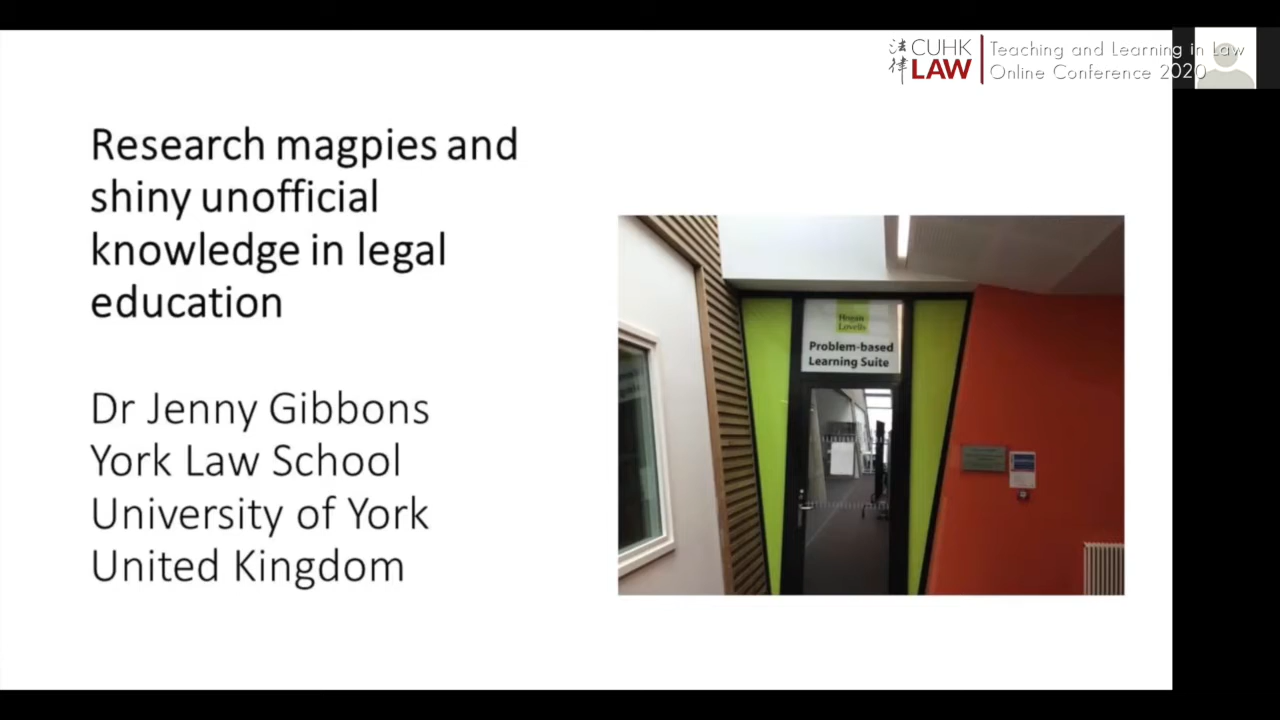 法律
CUHK
LAW
Teaching and Learning in Law
Online Conference 2020
Research magpies and
shiny unofficial
knowledge in legal
education
Dr Jenny Gibbons
York Law School
University of York
United Kingdom
Hogan
Lovells
Problem-based
Learning Suite